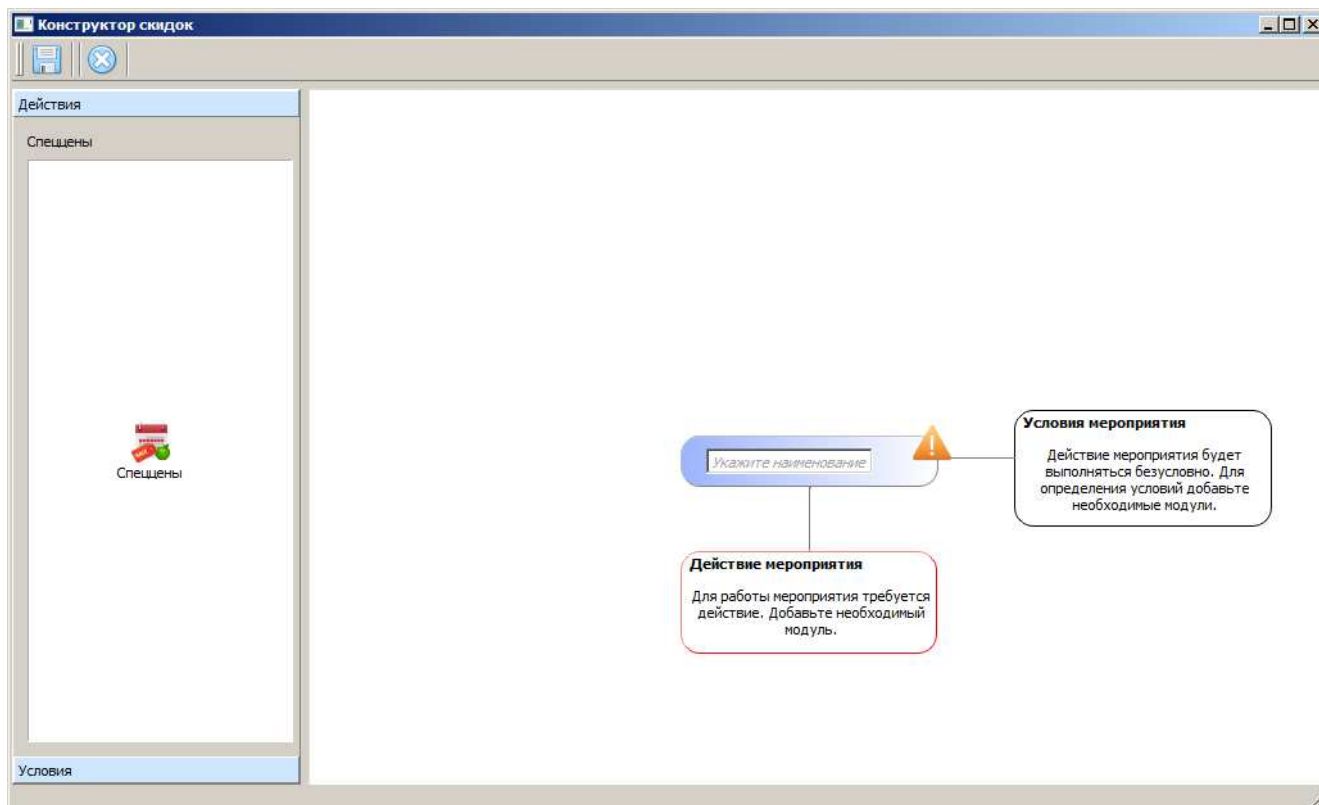 Конструктор скидок
Действия
Спеццены
Спеццены
Условия
Укажите наименование
Условия мероприятия
Действие мероприятия будет
выполняться безусловно. Для
определения условий добавьте
необходимые модули.
Действие мероприятия
Для работы мероприятия требуется
действие. Добавьте необходимый
модуль.